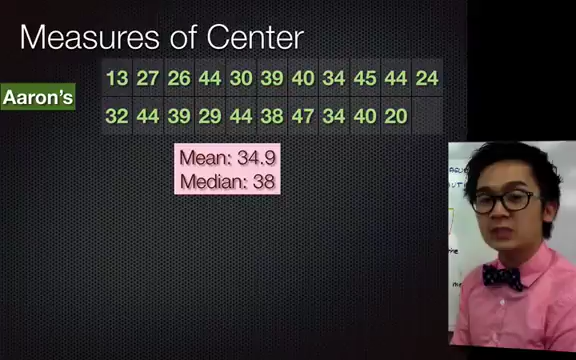 Measures of Center
Aaron's
13 27 26 44 30 39 40 34 45 44 24
32 44 39 29 44 38 47 34 40 20
Mean: 34.9
Median: 38